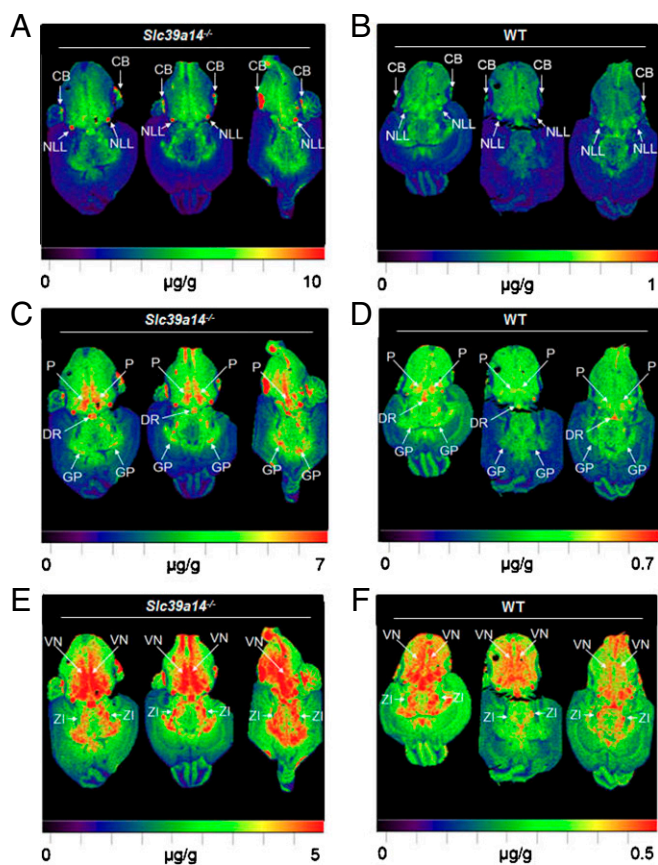 A
Slc39a14-/-
CB CB CB CB CB
NLL NLL NLL NLL NLL
0 10
µg/g
B
WT
CB CB CB CB CB
NLL NLL NLL NLL NLL
0 1
µg/g
C
Slc39a14-/-
P P P P P
DR DR
GP GP GP GP GP GP
0 7
µg/g
D
WT
P P P P P
DR DR DR
GP GP GP GP
0 0.7
µg/g
E
Slc39a14-/-
VN VN VN VN VN
ZI ZI ZI ZI ZI ZI
0 5
µg/g
F
WT
VN VN VN VN VN VN
ZI ZI ZI ZI ZI ZI
0 0.5
µg/g